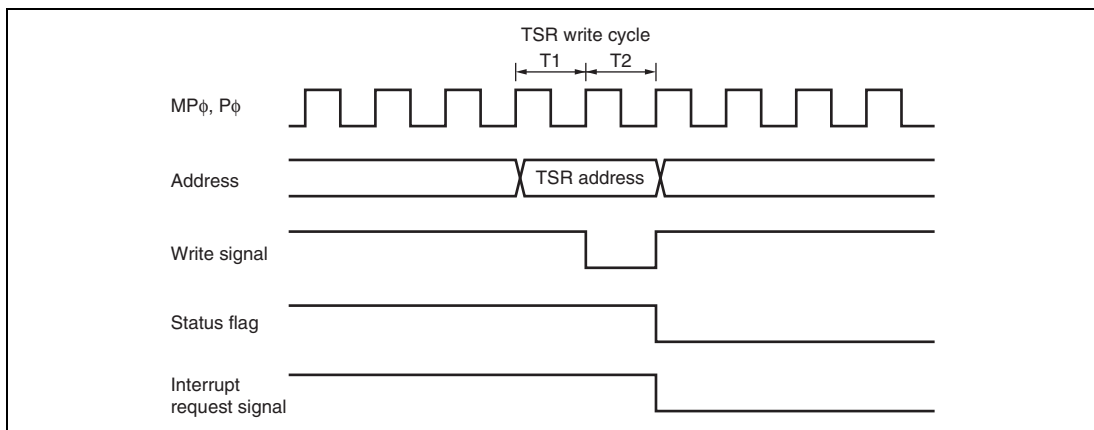 TSR write cycle
T1
T2
MPφ, Pφ
Address
TSR address
Write signal
Status flag
Interrupt
request signal